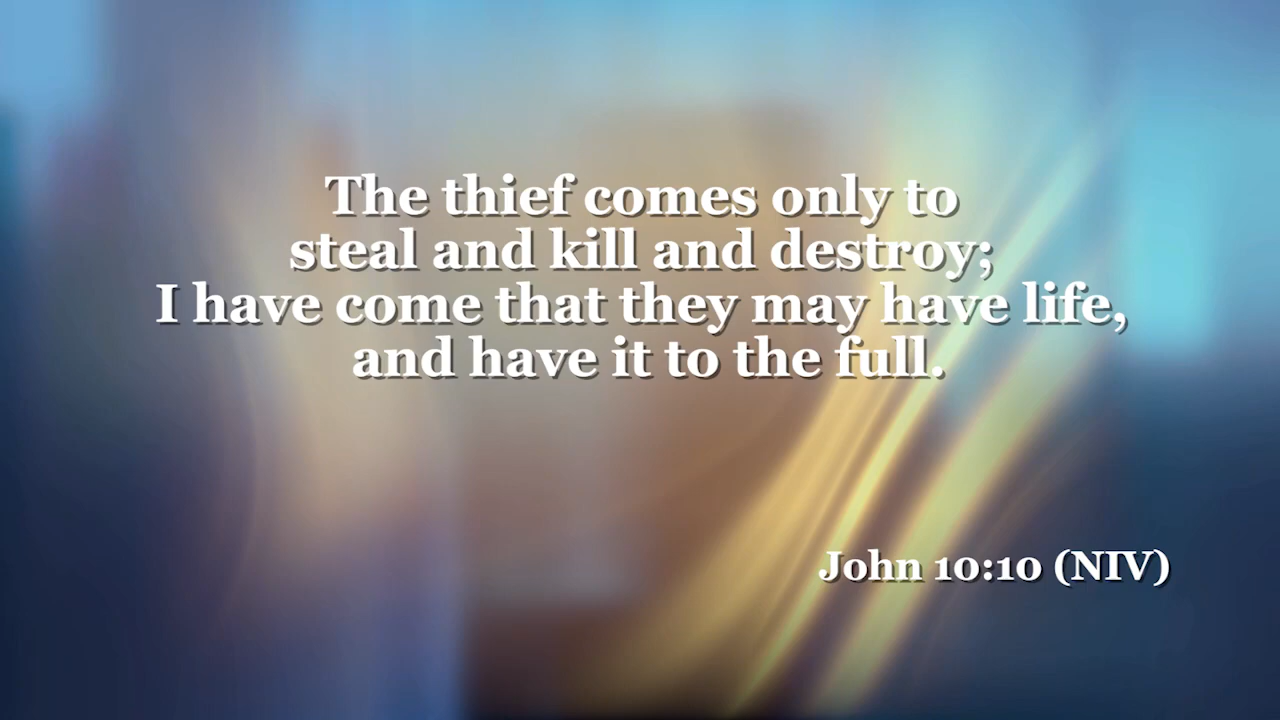 The thief comes only to
steal and kill and destroy;
I have come that they may have life,
and have it to the full.
John 10:10 (NIV)